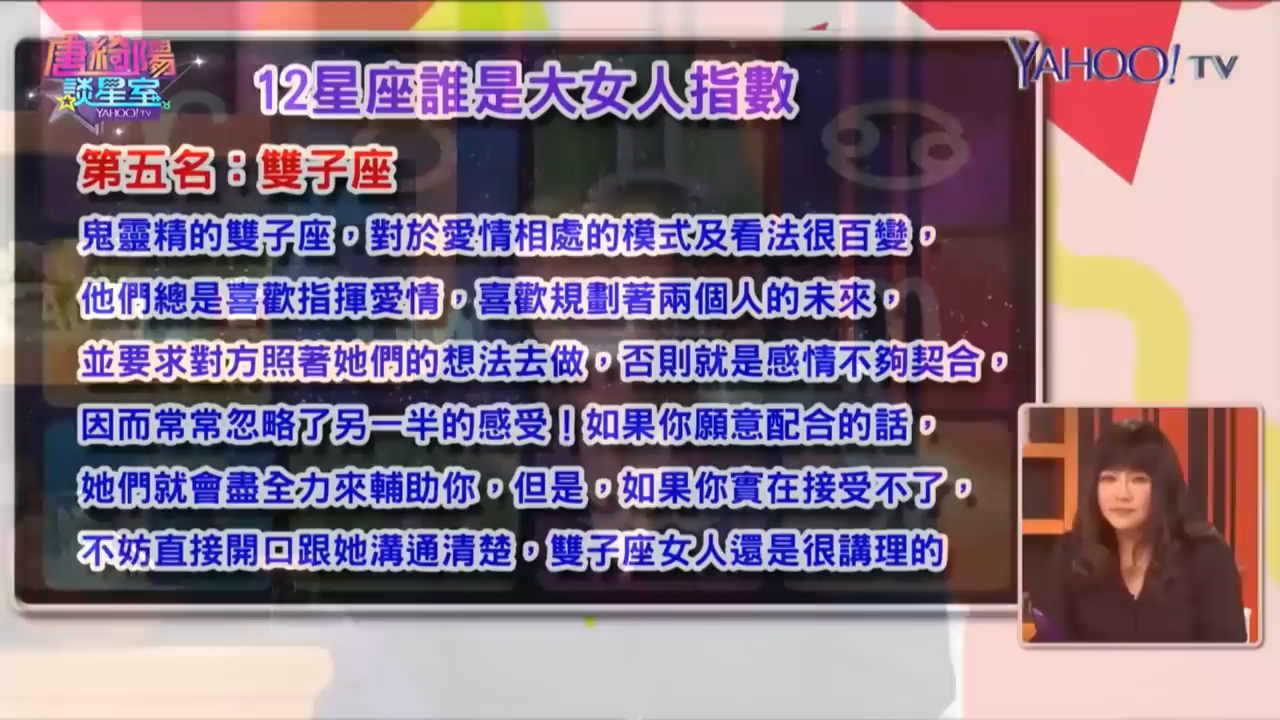 唐綺陽
談星室
YAHOO!TV
YAHOO! TV
12星座誰是大女人指數
第五名：雙子座
鬼靈精的雙子座，對於愛情相處的模式及看法很百變，
他們總是喜歡指揮愛情，喜歡規劃著兩個人的未來，
並要求對方照著她們的想法去做，否則就是感情不夠契合，
因而常常忽略了另一半的感受！如果你願意配合的話，
她們就會盡全力來輔助你，但是，如果你實在接受不了，
不妨直接開口跟她溝通清楚，雙子座女人還是很講理的